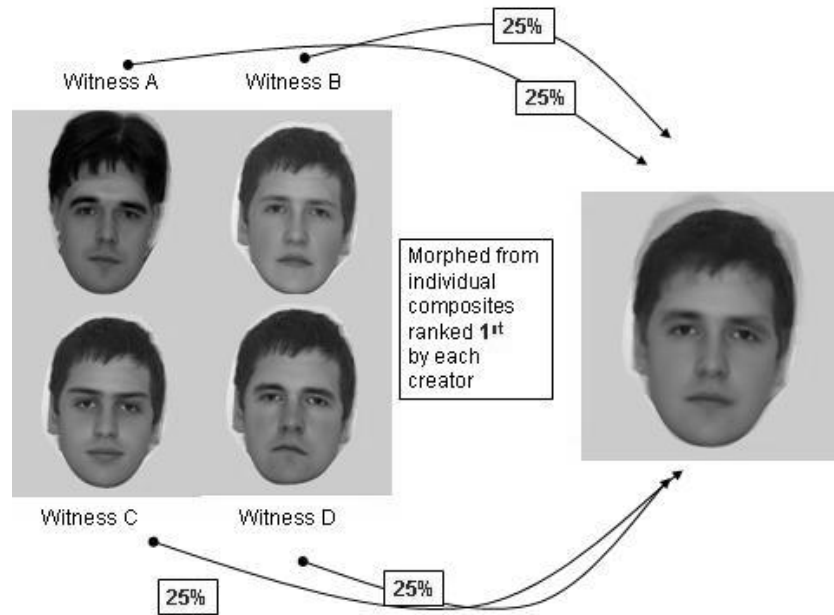 25%
Witness A
Witness B
25%
Morphed from
individual
composites
ranked 1st
by each
creator
Witness C
Witness D
25%
25%